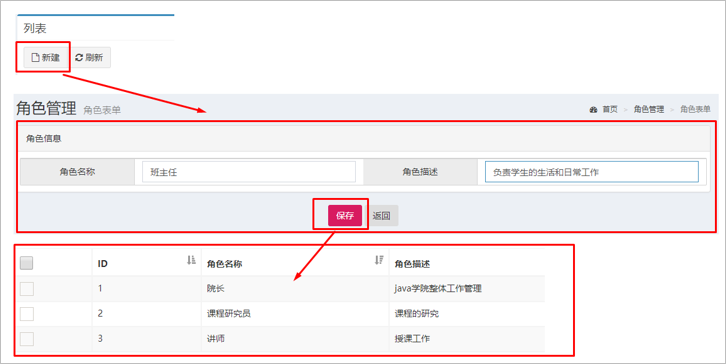 列表
新建 刷新
角色管理 角色表单 首页 > 角色管理 > 角色表单
角色信息
角色名称 班主任 角色描述 负责学生的生活和日常工作
保存 返回
ID 角色名称 角色描述
1 院长 java学院整体工作管理
2 课程研究员 课程的研究
3 讲师 授课工作